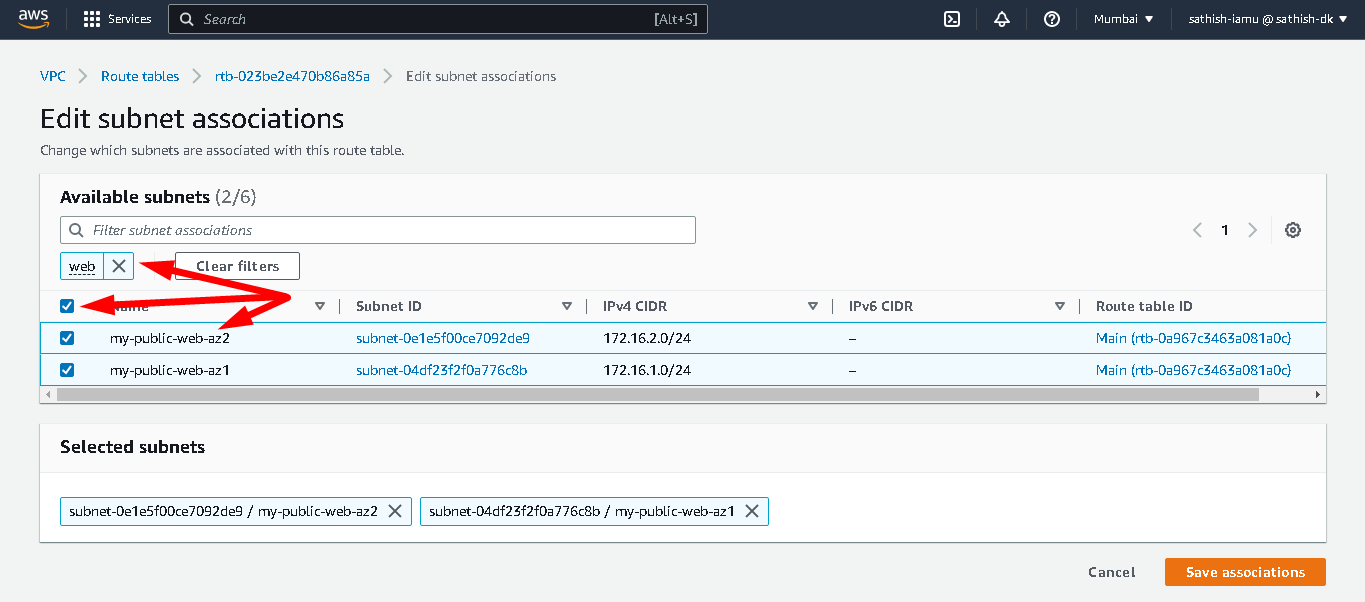 aws Services Search [Alt+S] Mumbai sathish-iamu @ sathish-dk
VPC Route tables rtb-023be2e470b86a85a Edit subnet associations
Edit subnet associations
Change which subnets are associated with this route table.
Available subnets (2/6)
Filter subnet associations
1
web Clear filters
Name Subnet ID IPv4 CIDR IPv6 CIDR Route table ID
my-public-web-az2 subnet-0e1e5f00ce7092de9 172.16.2.0/24 – Main (rtb-0a967c3463a081a0c)
my-public-web-az1 subnet-04df23f2f0a776c8b 172.16.1.0/24 – Main (rtb-0a967c3463a081a0c)
Selected subnets
subnet-0e1e5f00ce7092de9 / my-public-web-az2 subnet-04df23f2f0a776c8b / my-public-web-az1
Cancel Save associations